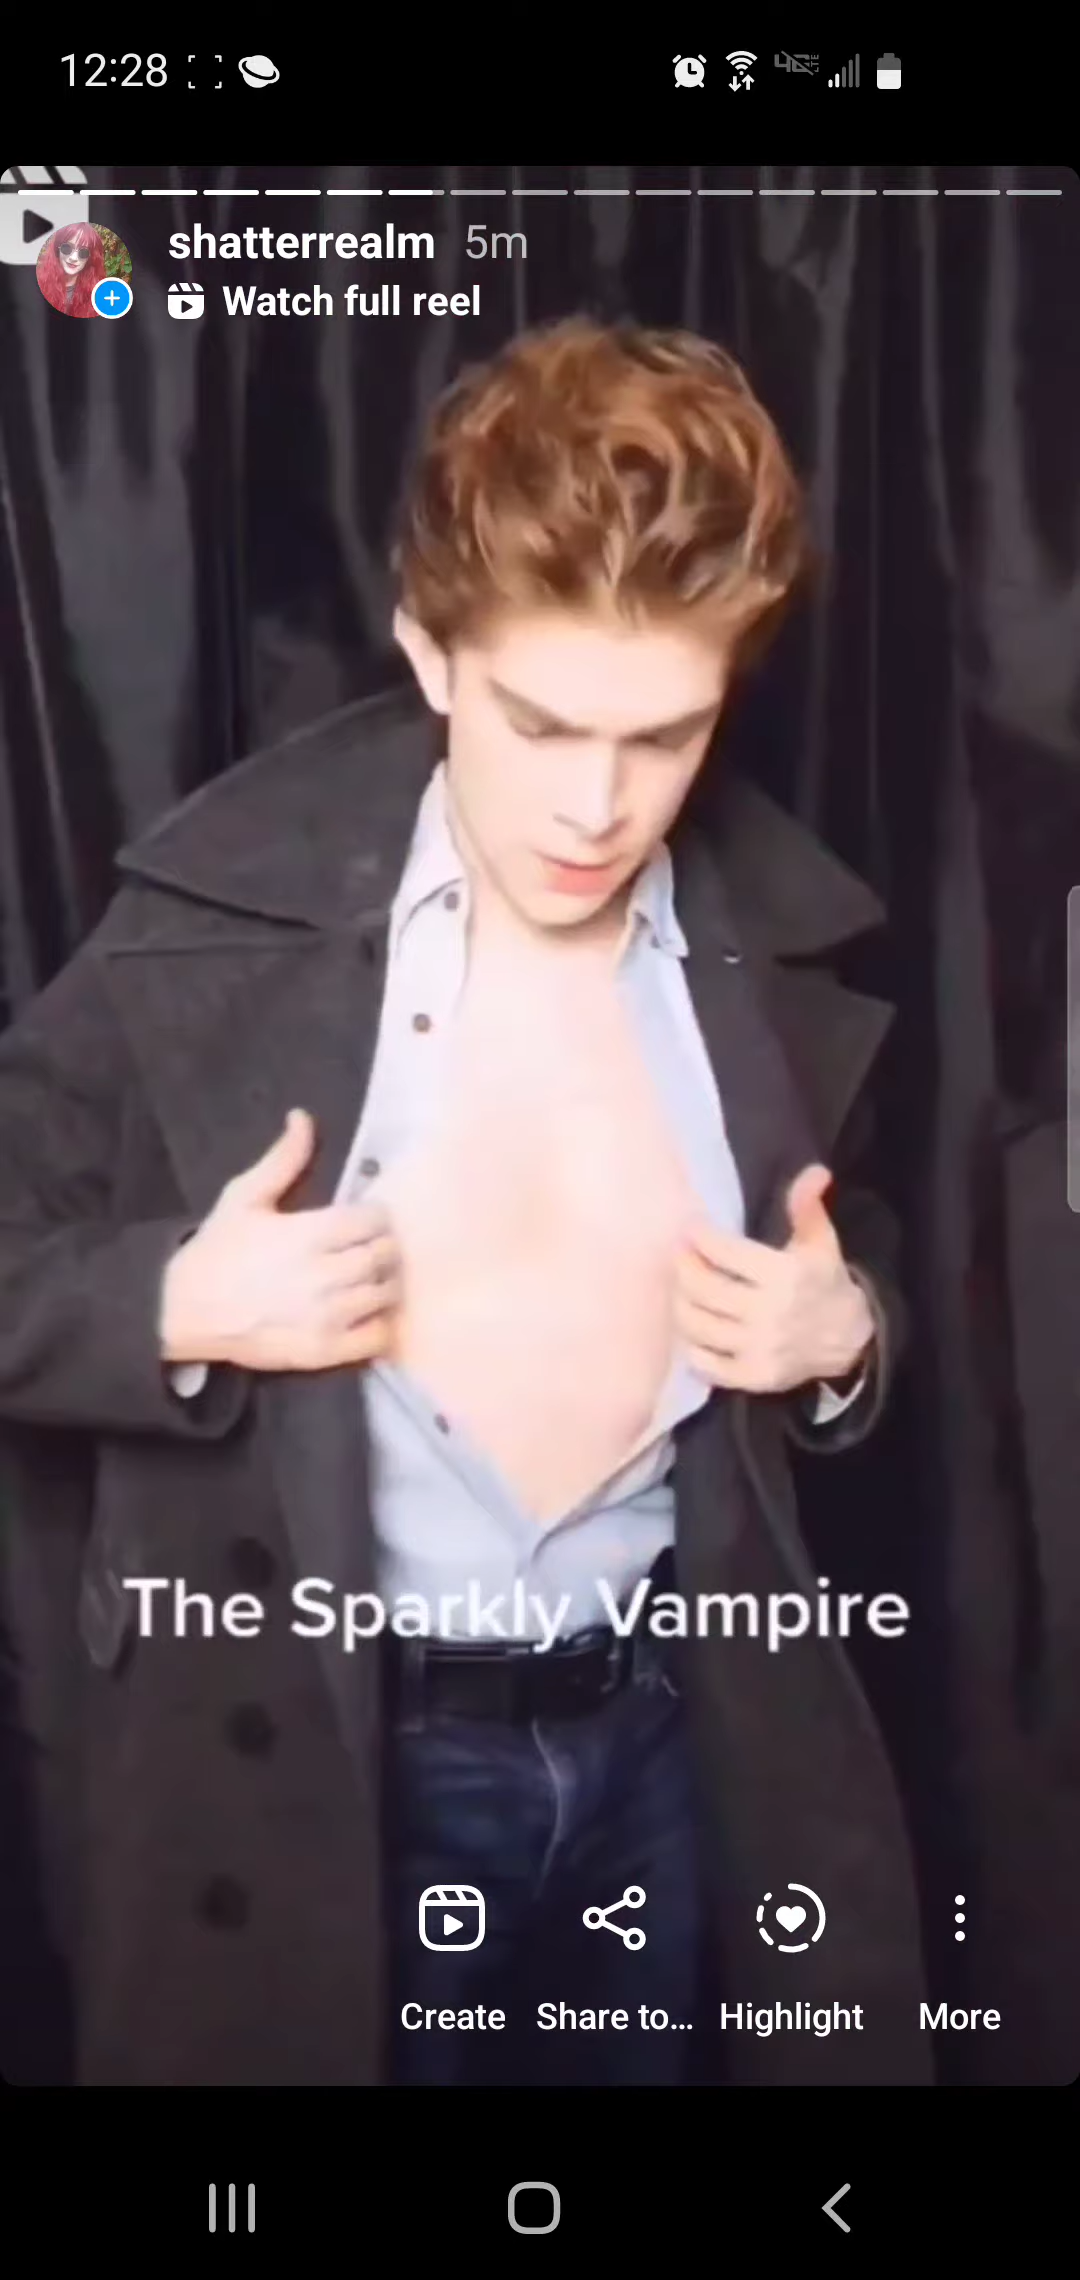 12:28
shatterrealm 5m
Watch full reel
The Sparkly Vampire
Create Share to... Highlight More